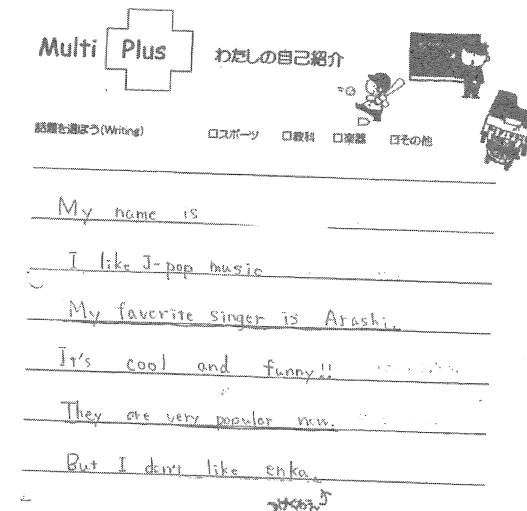 Multi Plus わたしの自己紹介
話題を選ぼう(Writing) □スポーツ □教科 □楽器 □その他
My name is
I like J-pop music
My favorite singer is Arashi.
It's cool and funny!!
They are very popular now.
But I don't like enka.